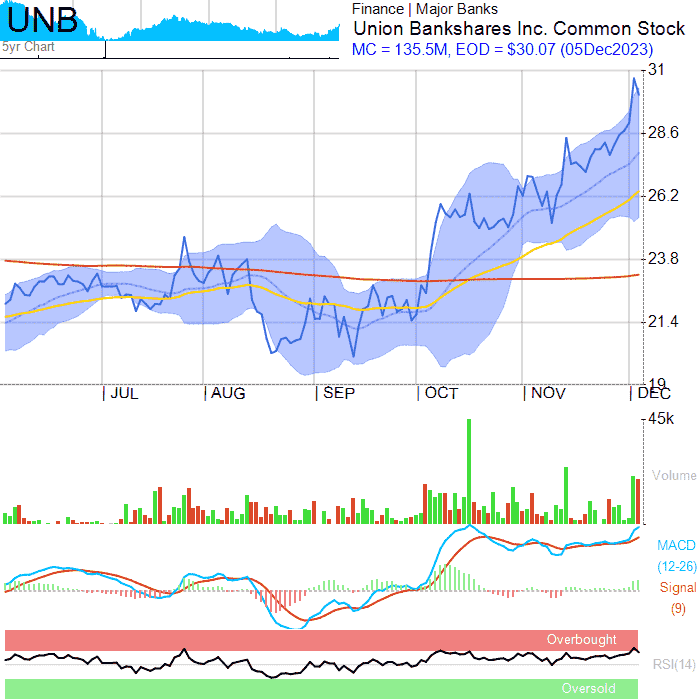 UNB
5yr Chart
Finance | Major Banks
Union Bankshares Inc. Common Stock
MC = 135.5M, EOD = $30.07 (05Dec2023)
31
28.6
26.2
23.8
21.4
19
JUL AUG SEP OCT NOV DEC
45k
Volume
MACD
(12-26)
Signal
(9)
Overbought
RSI(14)
Oversold